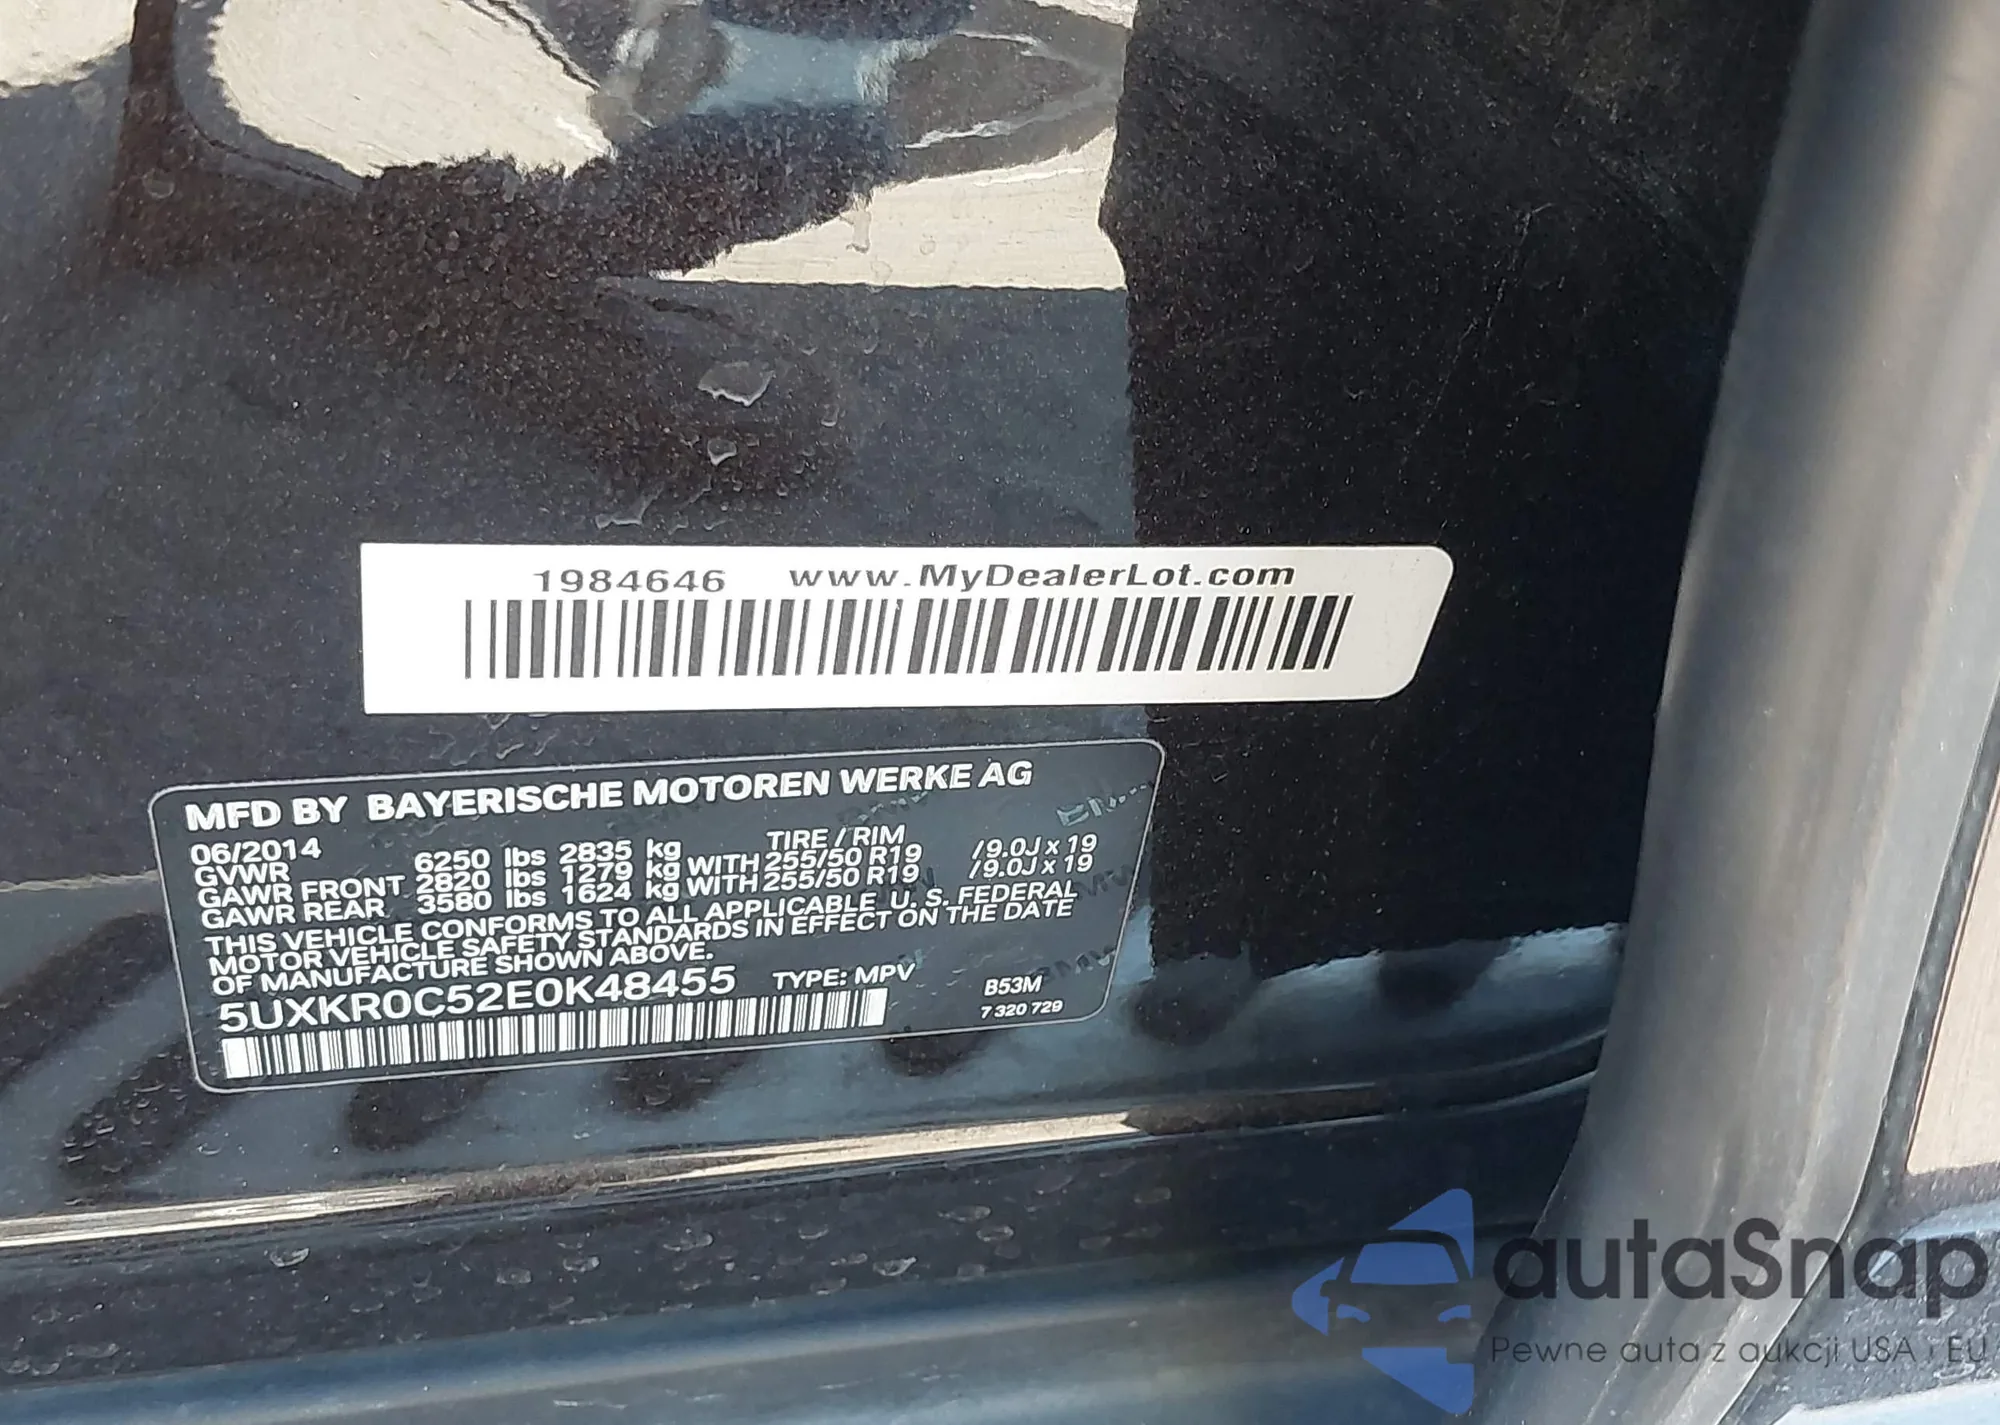 1984646 www.MyDealerLot.com
MFD BY BAYERISCHE MOTOREN WERKE AG
06/2014 TIRE / RIM
GVWR 6250 lbs 2835 kg
GAWR FRONT 2820 lbs 1279 kg WITH 255/50 R19 /9.0J x 19
GAWR REAR 3580 lbs 1624 kg WITH 255/50 R19 /9.0J x 19
THIS VEHICLE CONFORMS TO ALL APPLICABLE U. S. FEDERAL
MOTOR VEHICLE SAFETY STANDARDS IN EFFECT ON THE DATE
OF MANUFACTURE SHOWN ABOVE.
5UXKR0C52E0K48455 TYPE: MPV B53M
7 320 729
autaSnap
Pewne auta z aukcji USA i EU